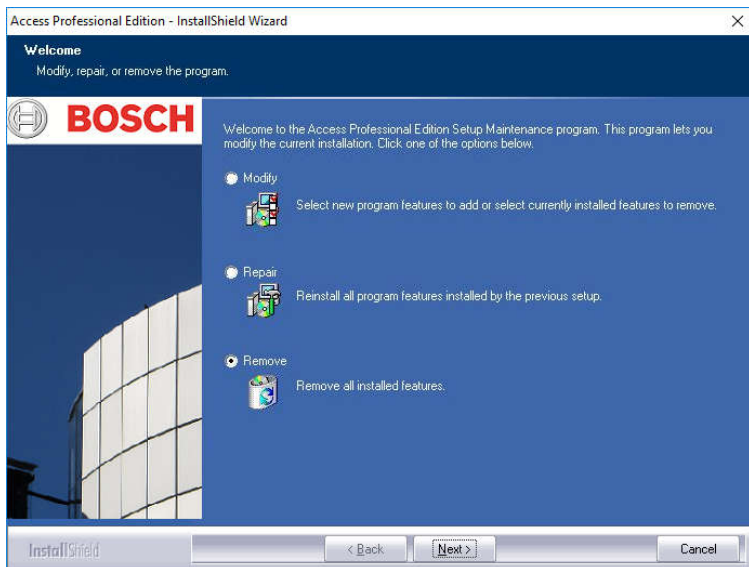 Access Professional Edition - InstallShield Wizard
Welcome
Modify, repair, or remove the program.
BOSCH
Welcome to the Access Professional Edition Setup Maintenance program. This program lets you
modify the current installation. Click one of the options below.
Modify
Select new program features to add or select currently installed features to remove.
Repair
Reinstall all program features installed by the previous setup.
Remove
Remove all installed features.
InstallShield
< Back
Next >
Cancel